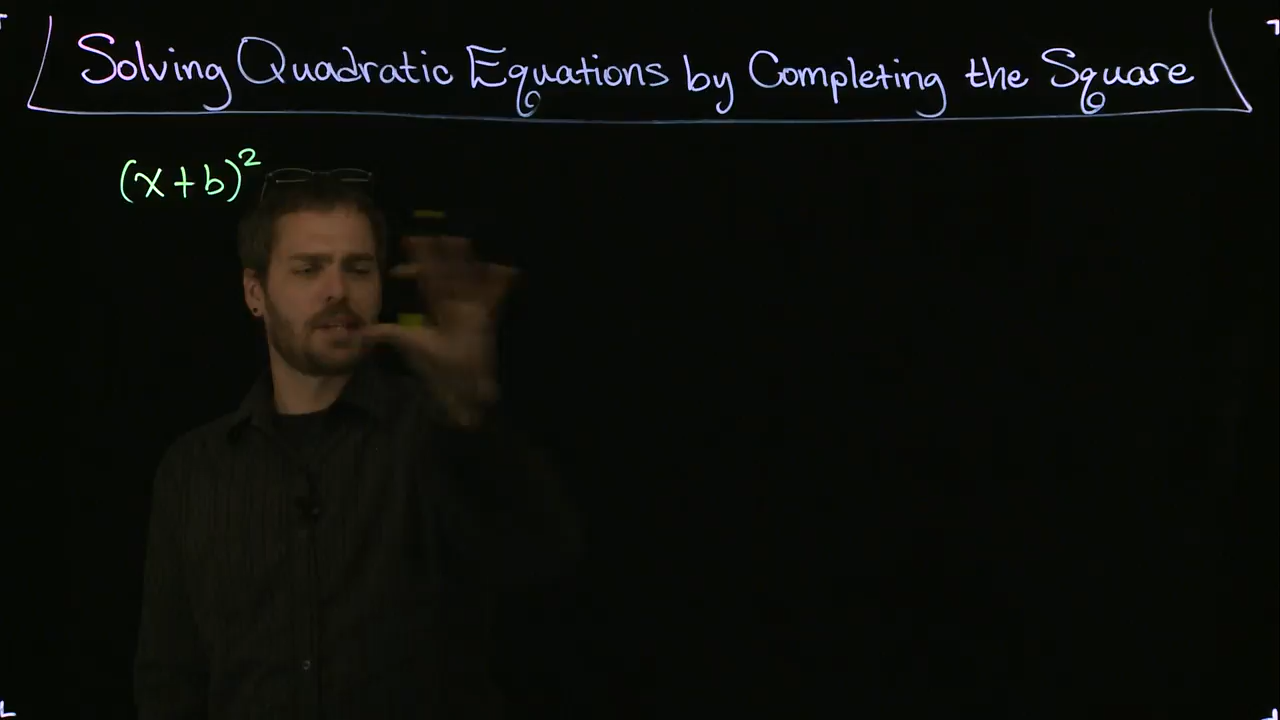 Solving Quadratic Equations by Completing the Square
(x+b)²